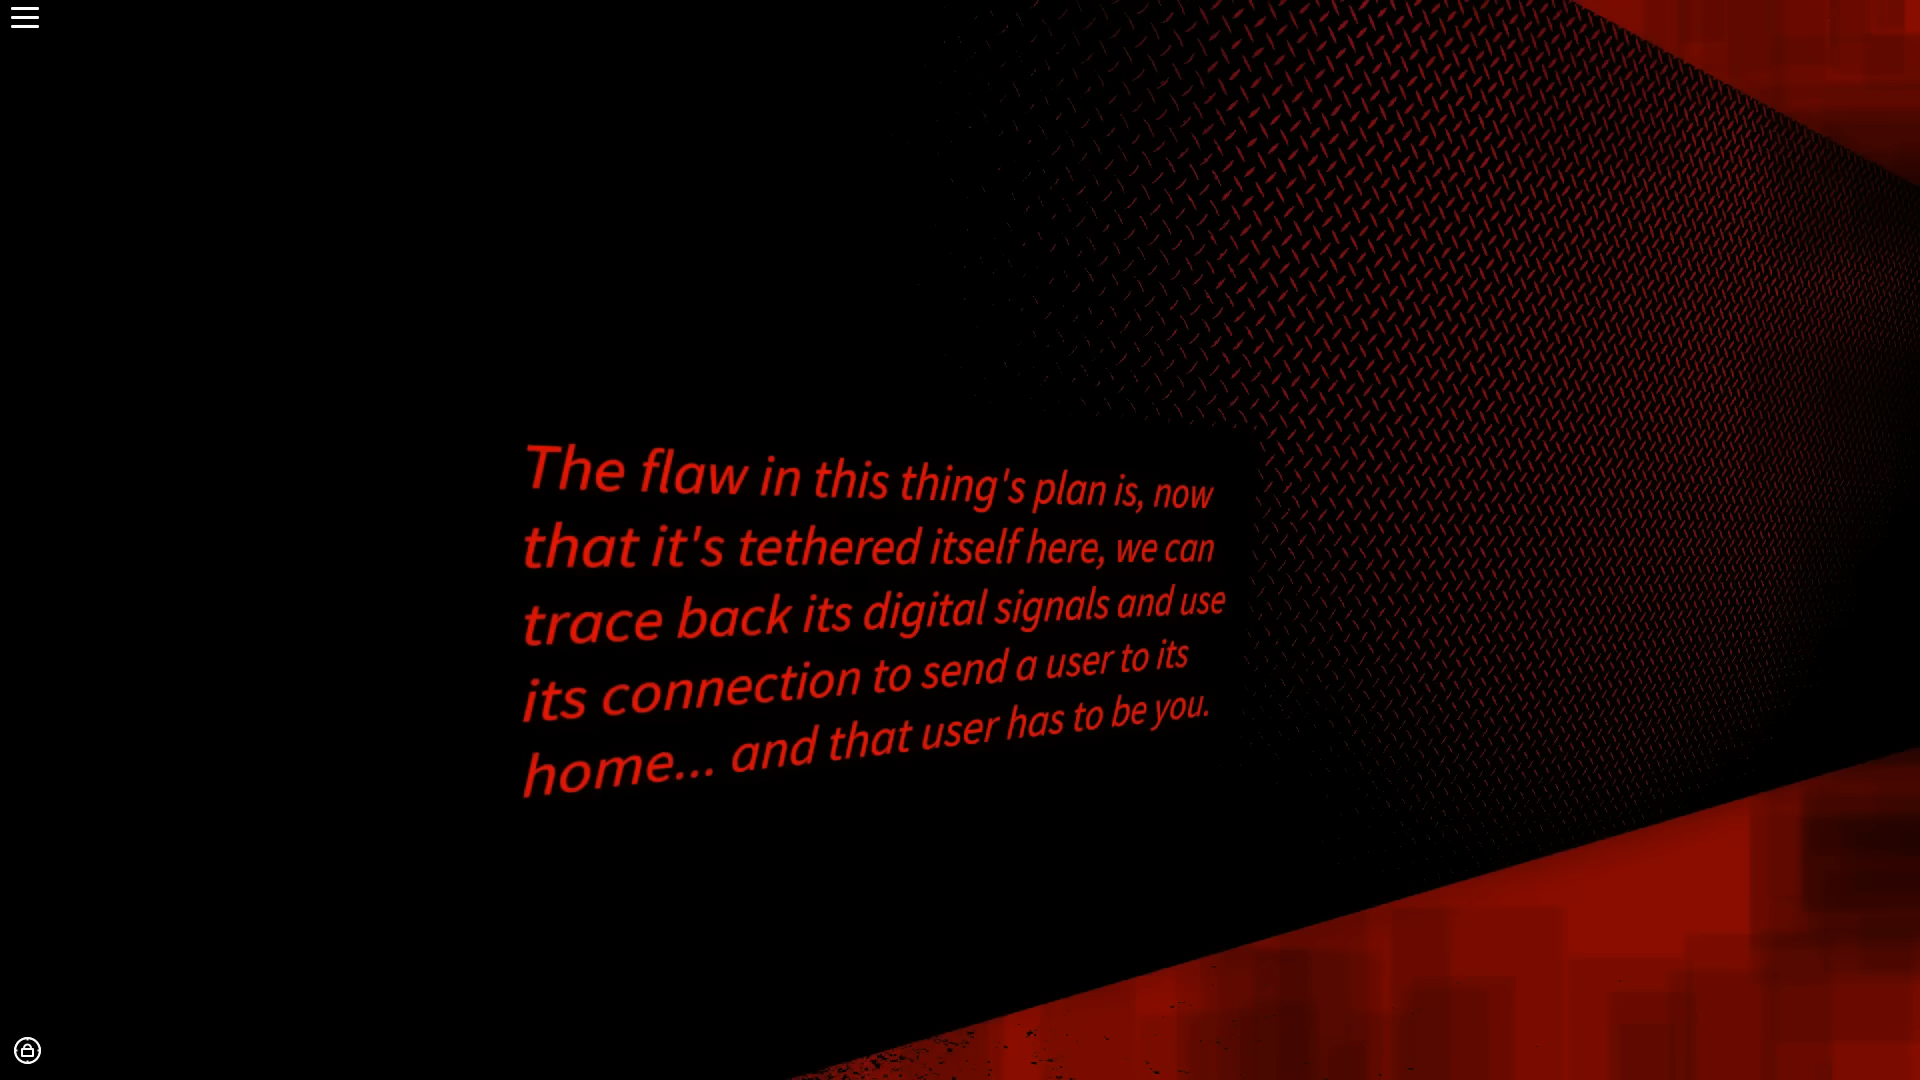 The flaw in this thing's plan is, now
that it's tethered itself here, we can
trace back its digital signals and use
its connection to send a user to its
home... and that user has to be you.